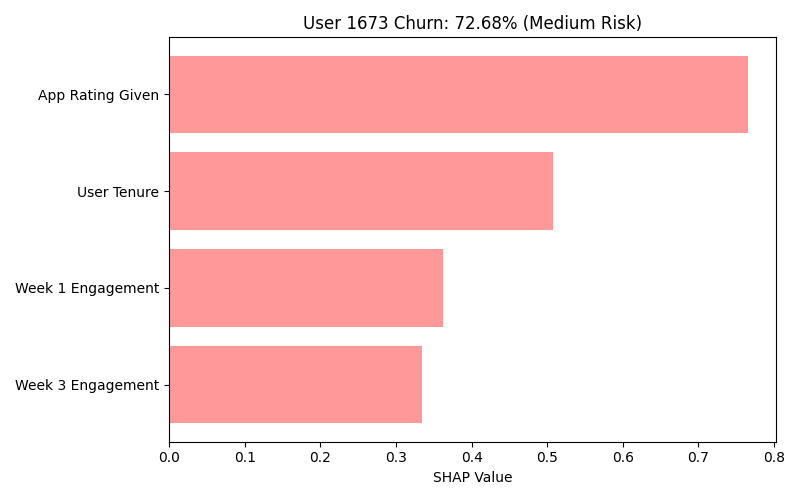 User 1673 Churn: 72.68% (Medium Risk)
App Rating Given
User Tenure
Week 1 Engagement
Week 3 Engagement
0.0 0.1 0.2 0.3 0.4 0.5 0.6 0.7 0.8
SHAP Value